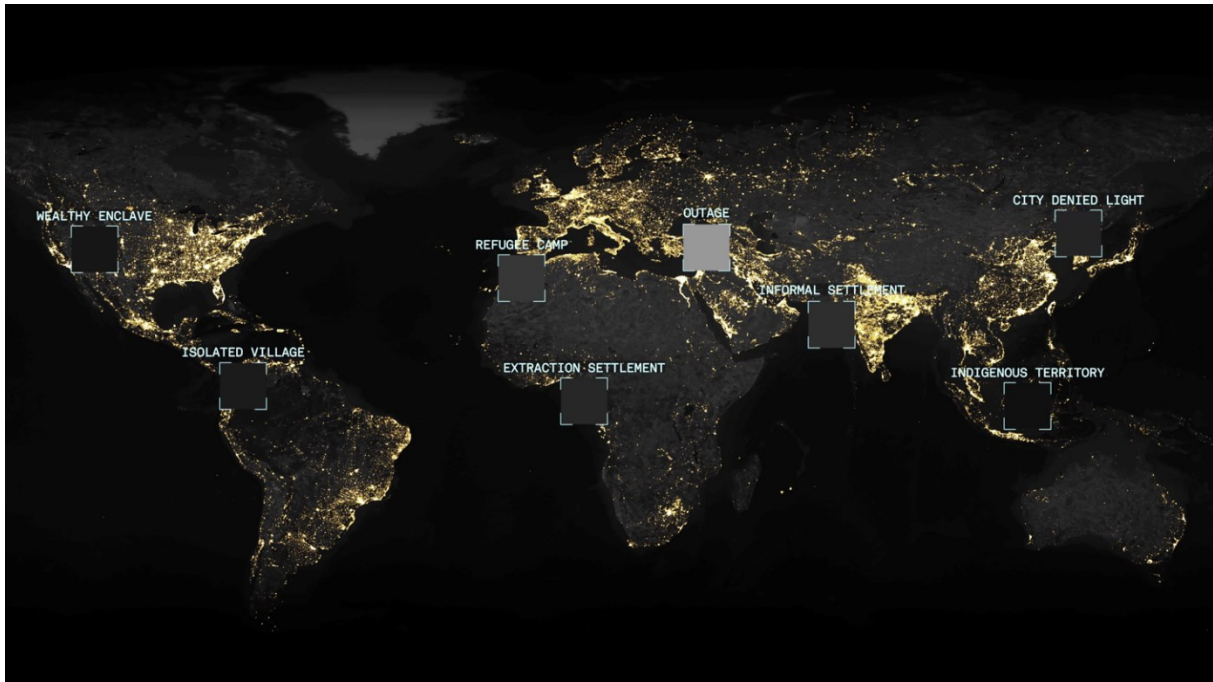 CITY DENIED LIGHT
WEALTHY ENCLAVE
OUTAGE
REFUGEE CAMP
INFORMAL SETTLEMENT
ISOLATED VILLAGE
EXTRACTION SETTLEMENT
INDIGENOUS TERRITORY